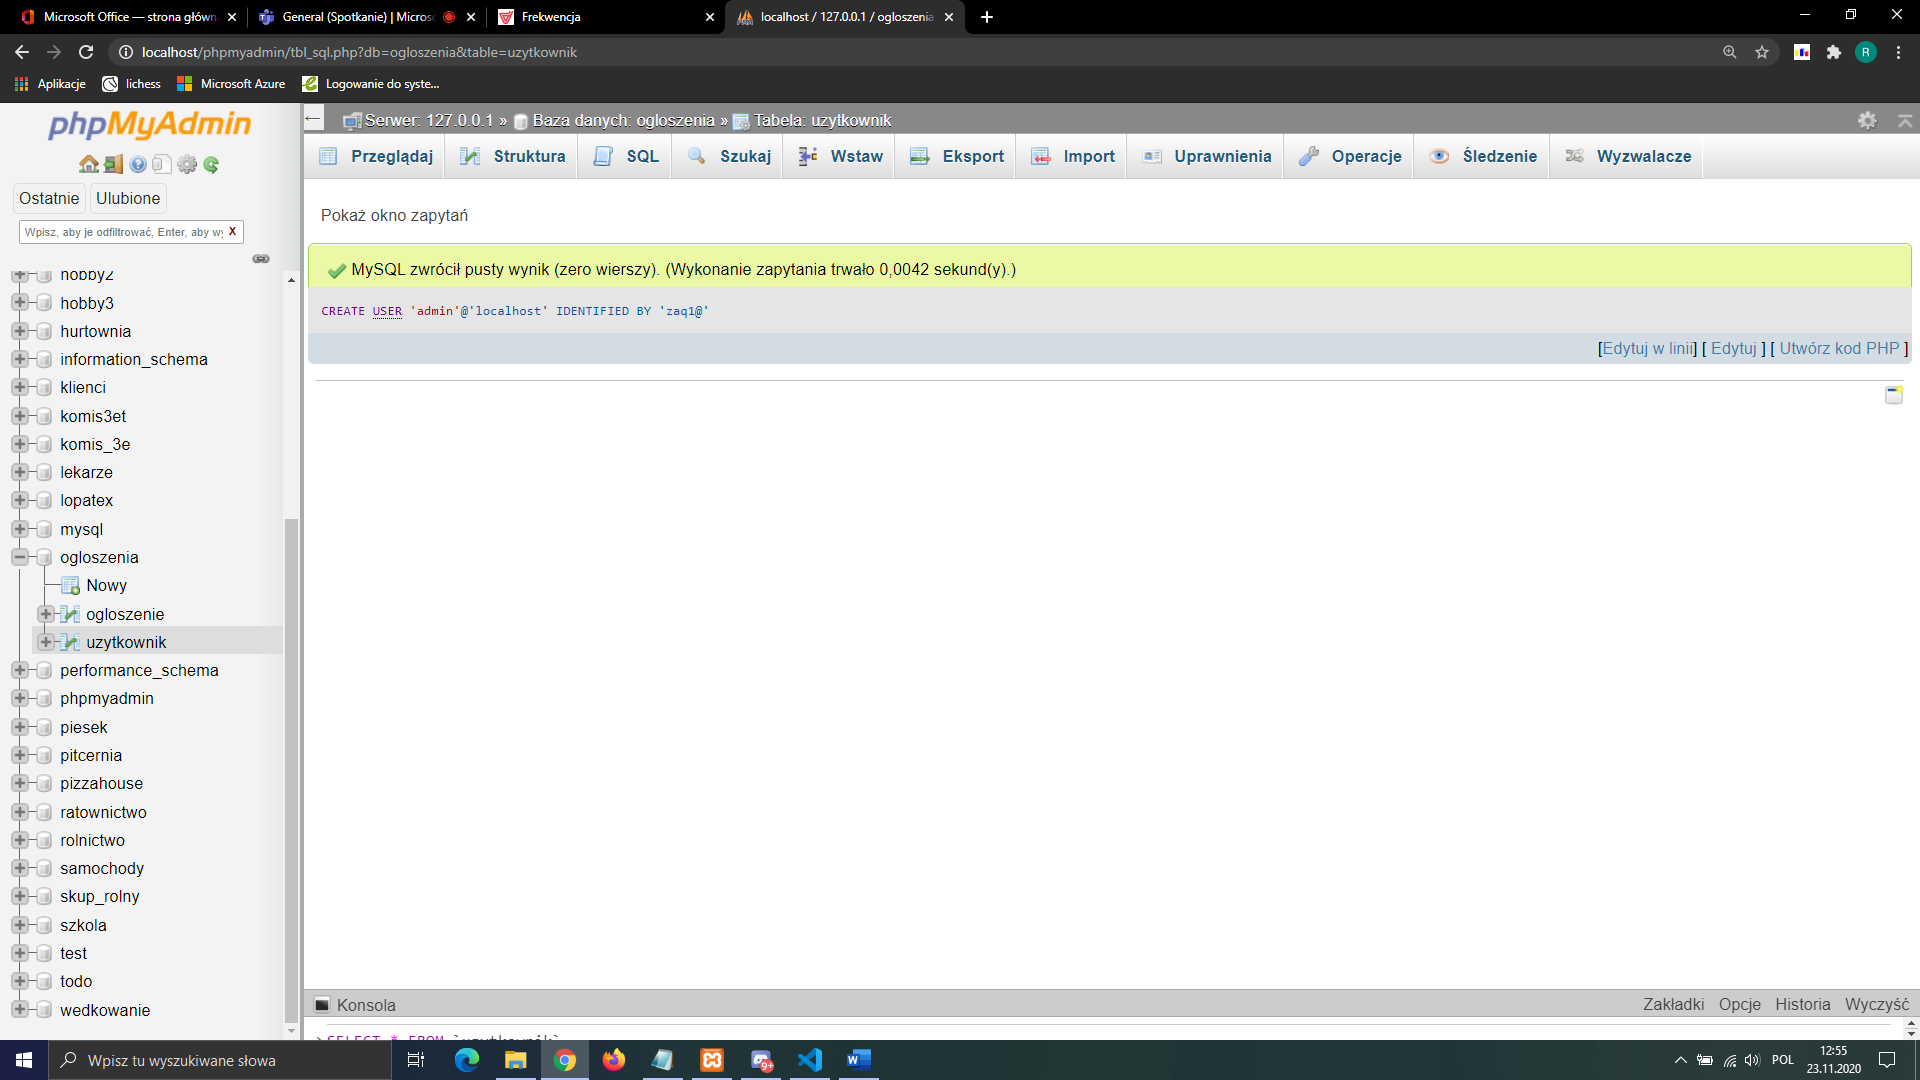 Microsoft Office — strona główn
General (Spotkanie) | Micros
Frekwencja
localhost / 127.0.0.1 / ogloszenia
localhost/phpmyadmin/tbl_sql.php?db=ogloszenia&table=uzytkownik
R
Aplikacje
lichess
Microsoft Azure
Logowanie do syste...
phpMyAdmin
Ostatnie
Ulubione
Wpisz, aby je odfiltrować, Enter, aby wy
X
hobby2
hobby3
hurtownia
information_schema
klienci
komis3et
komis_3e
lekarze
lopatex
mysql
ogloszenia
Nowy
ogloszenie
uzytkownik
performance_schema
phpmyadmin
piesek
pitcernia
pizzahouse
ratownictwo
rolnictwo
samochody
skup_rolny
szkola
test
todo
wedkowanie
Serwer: 127.0.0.1 » Baza danych: ogloszenia » Tabela: uzytkownik
Przeglądaj
Struktura
SQL
Szukaj
Wstaw
Eksport
Import
Uprawnienia
Operacje
Śledzenie
Wyzwalacze
Pokaż okno zapytań
MySQL zwrócił pusty wynik (zero wierszy). (Wykonanie zapytania trwało 0,0042 sekund(y).)
CREATE USER 'admin'@'localhost' IDENTIFIED BY 'zaq1@'
[Edytuj w linii] [ Edytuj ] [ Utwórz kod PHP ]
Konsola
Zakładki
Opcje
Historia
Wyczyść
>SELECT * FROM `uzytkownik`
Wpisz tu wyszukiwane słowa
9+
POL
12:55
23.11.2020